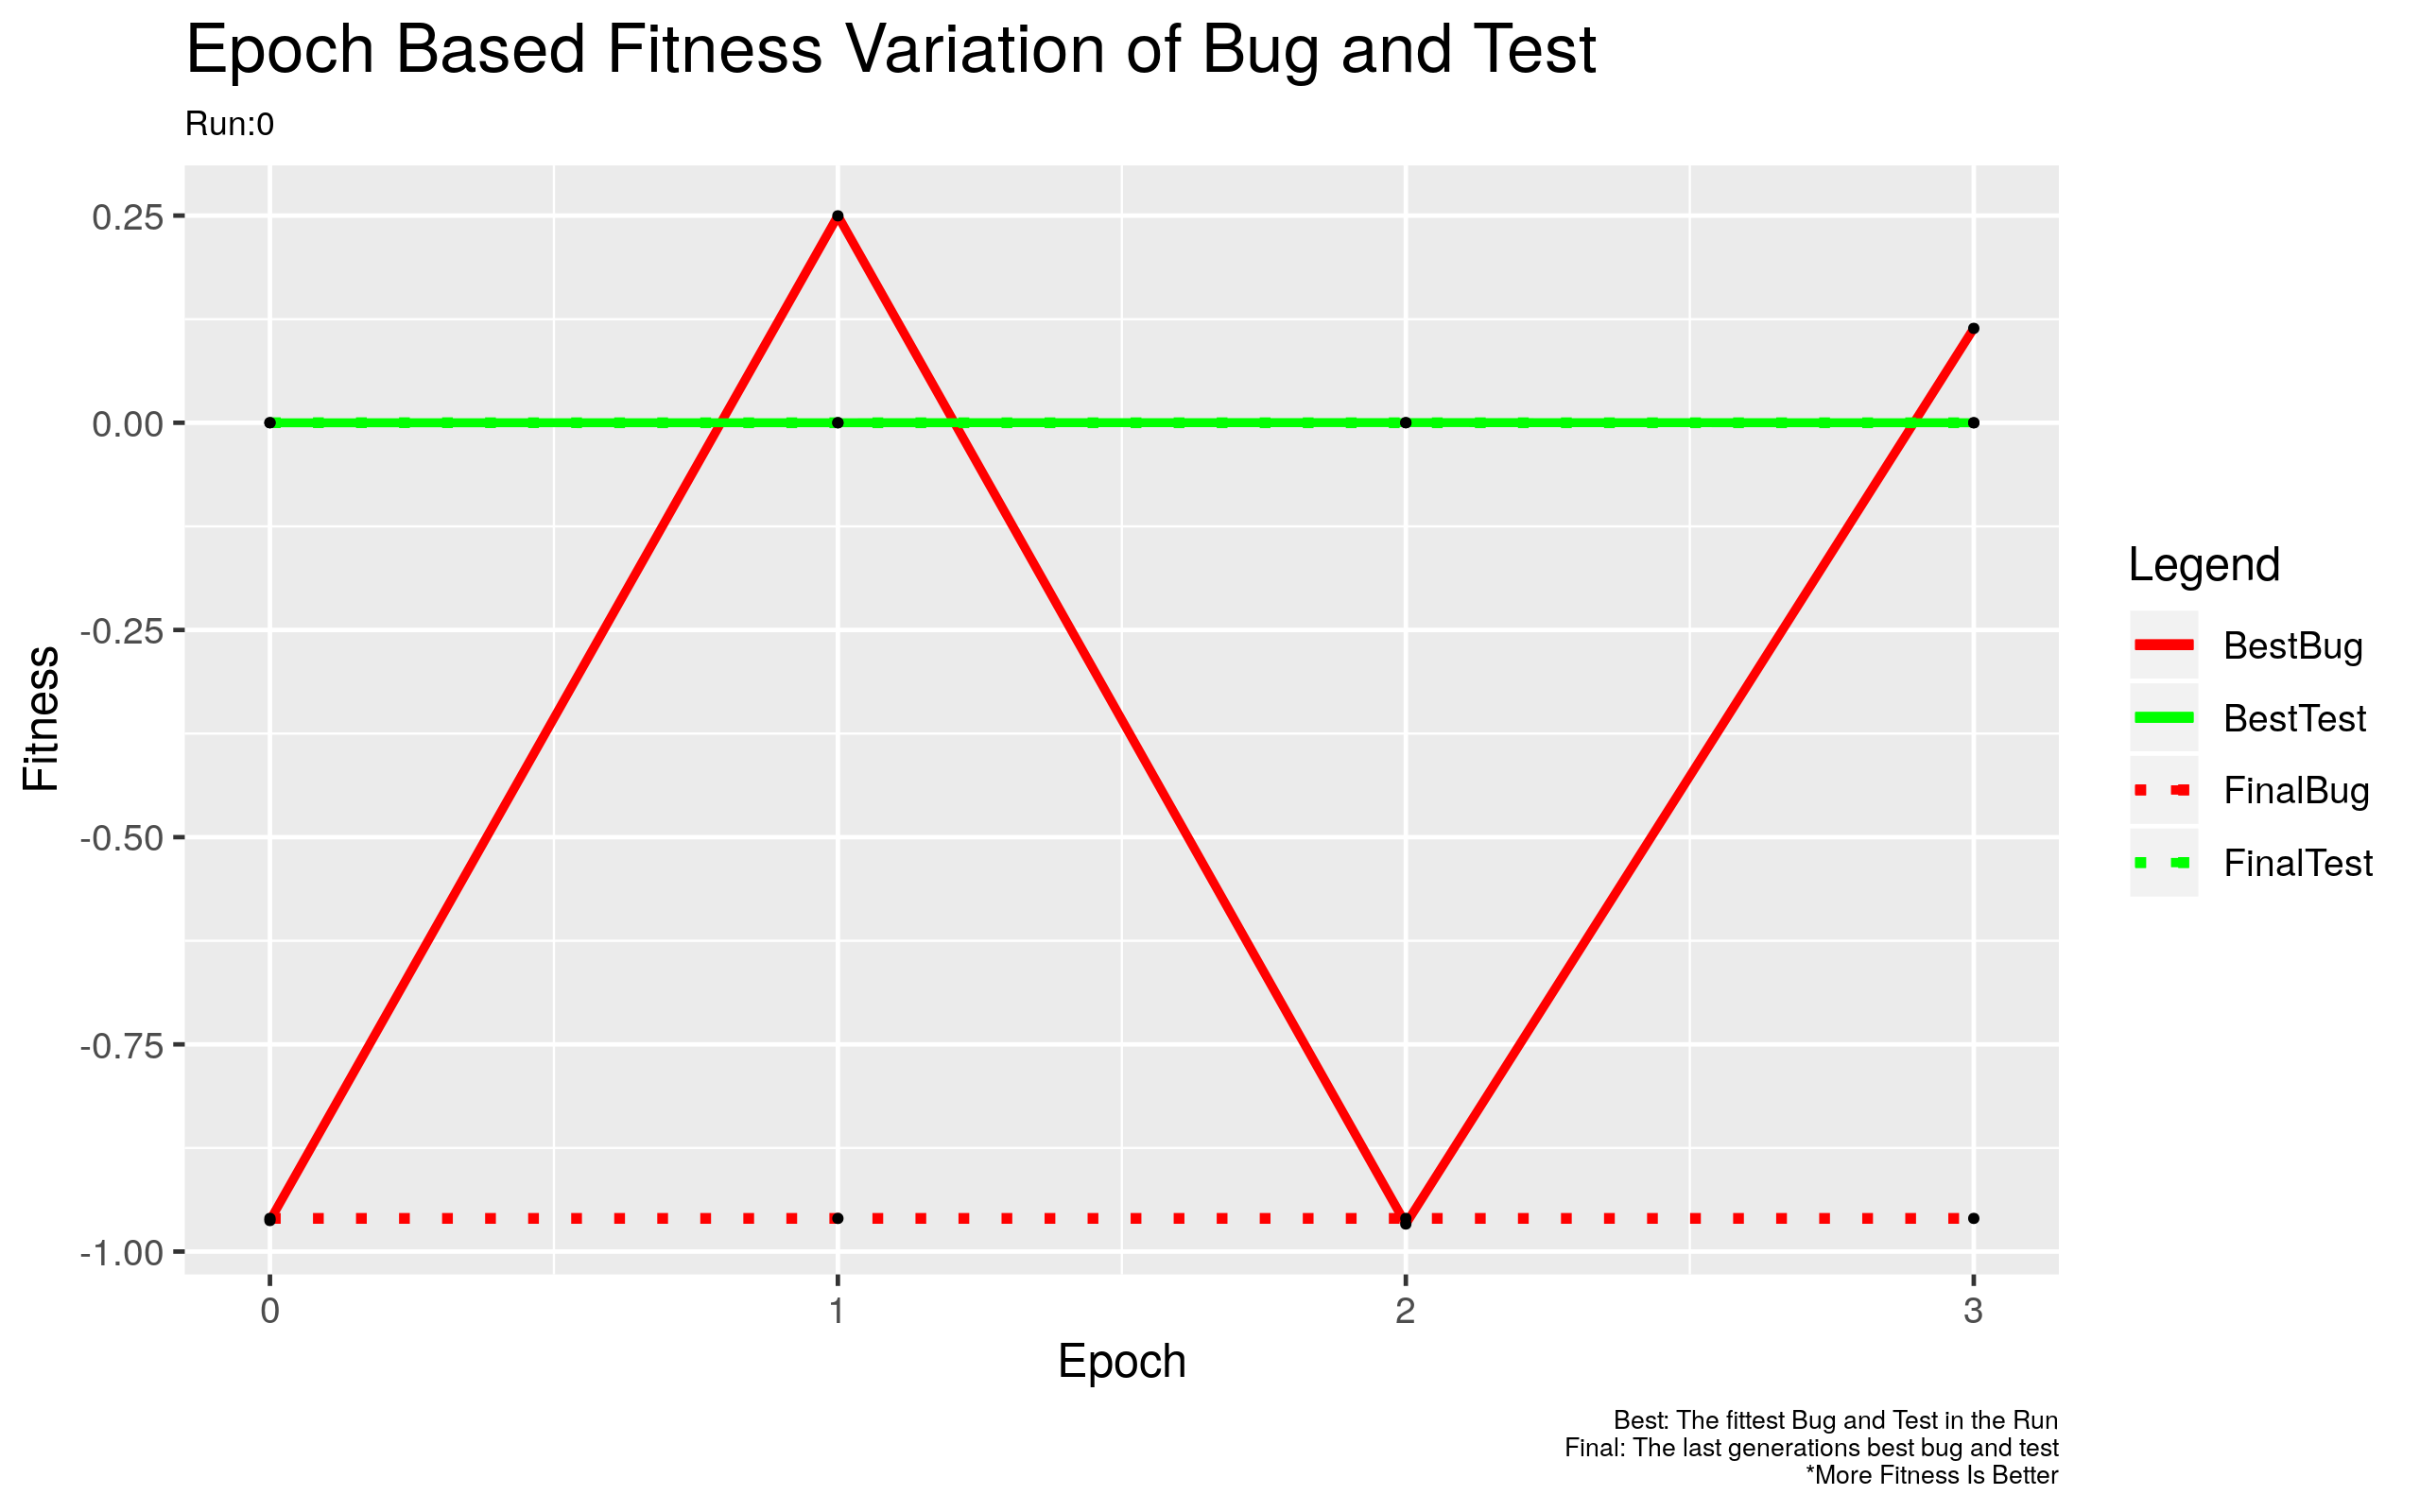 Epoch Based Fitness Variation of Bug and Test
Run:0
Fitness
0.25
0.00
-0.25
-0.50
-0.75
-1.00
0
1
2
3
Epoch
Legend
BestBug
BestTest
FinalBug
FinalTest
Best: The fittest Bug and Test in the Run
Final: The last generations best bug and test
*More Fitness Is Better